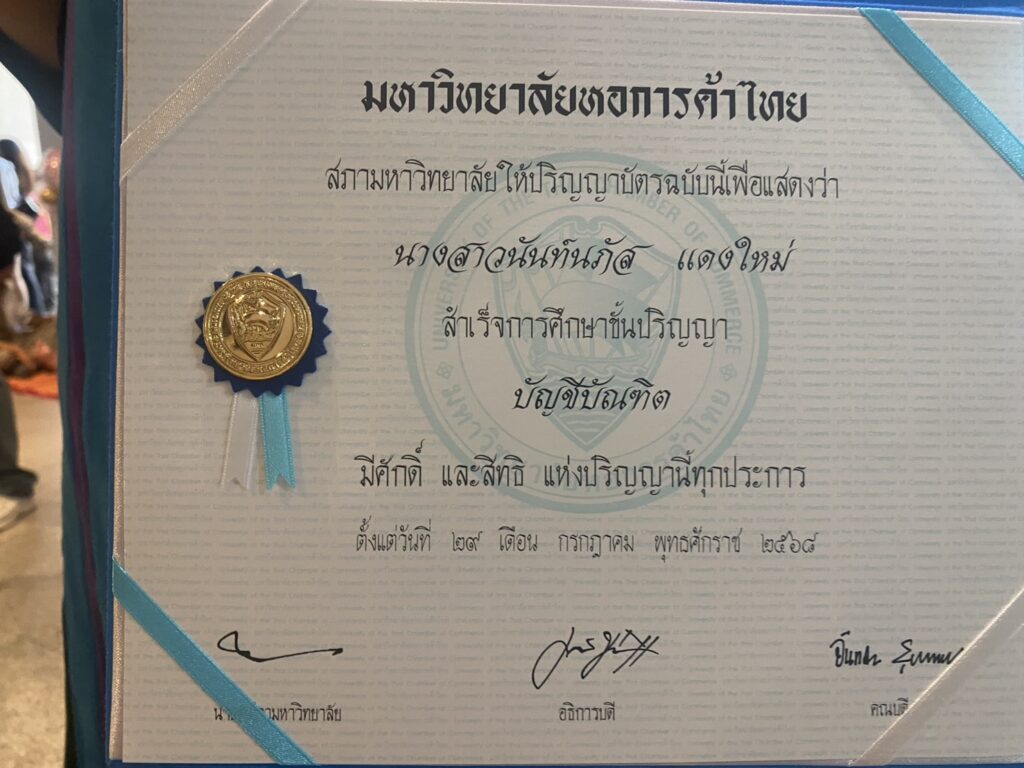 มหาวิทยาลัยหอการค้าไทย
สภามหาวิทยาลัยให้ปริญญาบัตรฉบับนี้เพื่อแสดงว่า
นางสาวนันท์นภัส แดงใหม่
สำเร็จการศึกษาชั้นปริญญา
บัญชีบัณฑิต
มีศักดิ์ และสิทธิ แห่งปริญญานี้ทุกประการ
ตั้งแต่วันที่ ๒๙ เดือน กรกฎาคม พุทธศักราช ๒๕๖๘
อธิการบดี
คณบดี